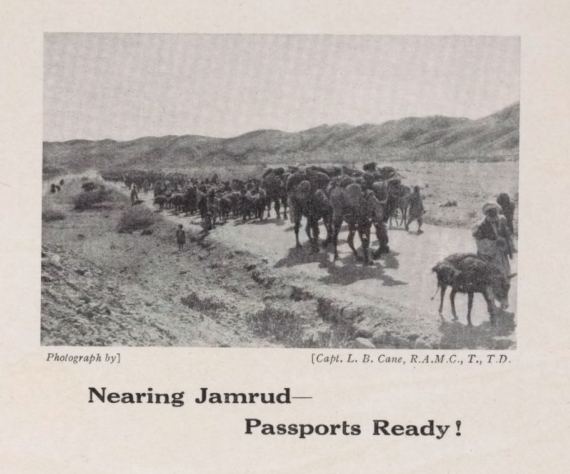 Photograph by] [Capt. L. B. Cane, R.A.M.C., T., T.D.
Nearing Jamrud—
Passports Ready!